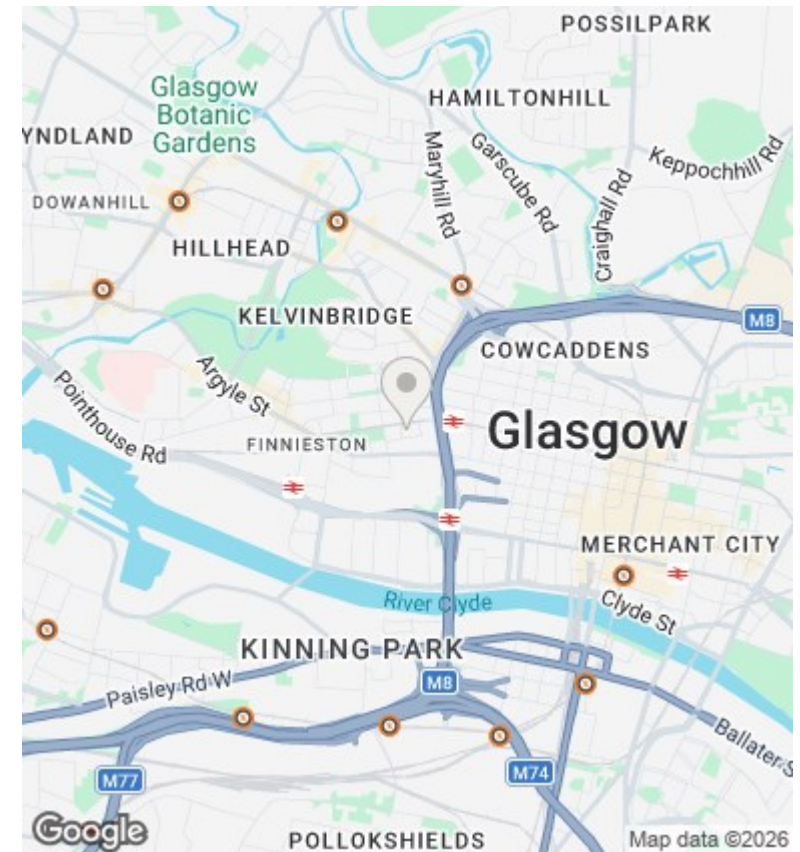 POSSILPARK
Glasgow
Botanic
Gardens
HAMILTONHILL
YNDLAND
Maryhill Rd
Garscube Rd
Keppochhill Rd
DOWANHILL
Craighall Rd
HILLHEAD
KELVINBRIDGE
M8
COWCADDENS
Argyle St
Pointhouse Rd
Glasgow
FINNIESTON
MERCHANT CITY
River Clyde
Clyde St
KINNING PARK
M8
Paisley Rd W
Ballater S
M77
M74
Google
POLLOKSHIELDS
Map data ©2026